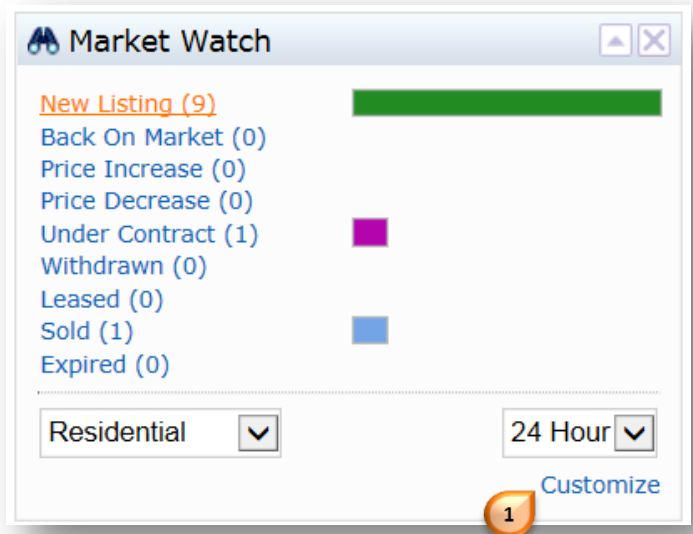 Market Watch
New Listing (9)
Back On Market (0)
Price Increase (0)
Price Decrease (0)
Under Contract (1)
Withdrawn (0)
Leased (0)
Sold (1)
Expired (0)
Residential 24 Hour
Customize
1